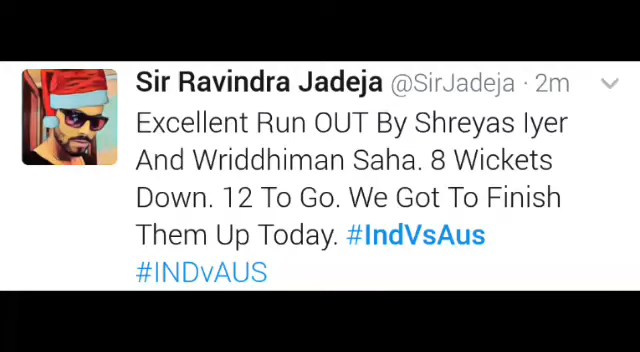 Sir Ravindra Jadeja @SirJadeja · 2m
Excellent Run OUT By Shreyas Iyer
And Wriddhiman Saha. 8 Wickets
Down. 12 To Go. We Got To Finish
Them Up Today. #IndVsAus
#INDvAUS